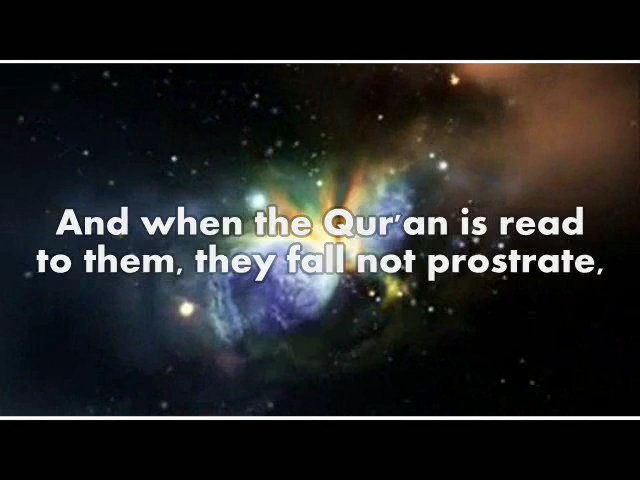 And when the Qur'an is read
to them, they fall not prostrate,